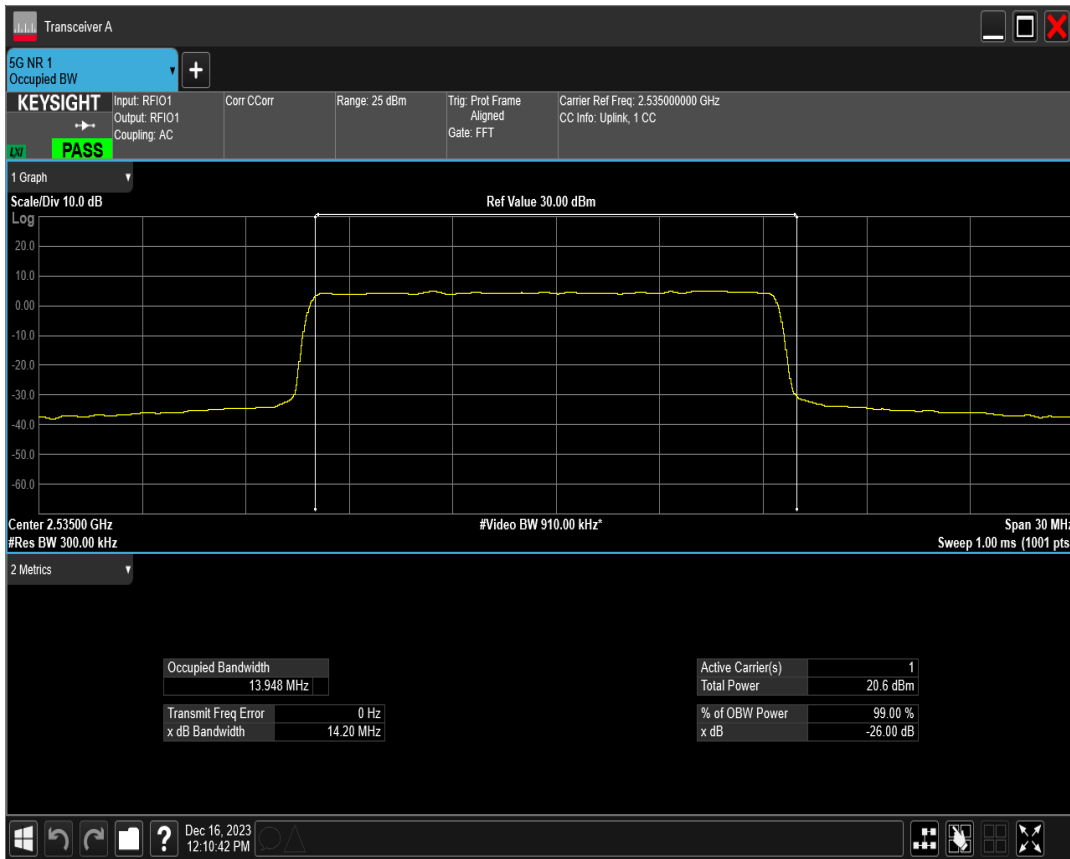 Transceiver A
5G NR 1
Occupied BW
KEYSIGHT
LXI
PASS
Input: RFIO1
Output: RFIO1
Coupling: AC
Corr CCorr
Range: 25 dBm
Trig: Prot Frame
Aligned
Gate: FFT
Carrier Ref Freq: 2.535000000 GHz
CC Info: Uplink, 1 CC
1 Graph
Scale/Div 10.0 dB
Ref Value 30.00 dBm
Log
20.0
10.0
0.00
-10.0
-20.0
-30.0
-40.0
-50.0
-60.0
Center 2.53500 GHz
#Video BW 910.00 kHz*
Span 30 MHz
#Res BW 300.00 kHz
Sweep 1.00 ms (1001 pts
2 Metrics
Occupied Bandwidth
13.948 MHz
Transmit Freq Error 0 Hz
x dB Bandwidth 14.20 MHz
Active Carrier(s) 1
Total Power 20.6 dBm
% of OBW Power 99.00 %
x dB -26.00 dB
?
Dec 16, 2023
12:10:42 PM